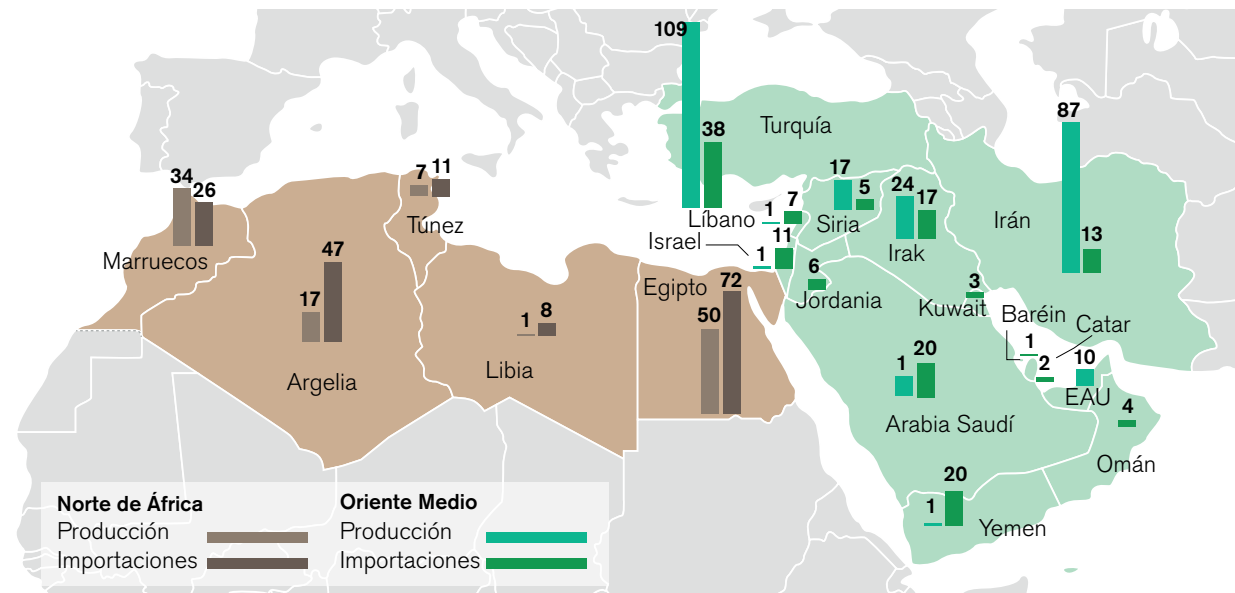 109
38
Turquía
87
13
Irán
34
26
Marruecos
7
11
Túnez
17
5
Siria
24
17
Irak
1
7
Líbano
Israel
1
11
47
17
Argelia
1
8
Libia
Egipto
72
50
6
Jordania
3
Kuwait
Baréin
1
Catar
2
10
EAU
1
20
Arabia Saudí
4
Omán
20
1
Yemen
Norte de África
Producción
Importaciones
Oriente Medio
Producción
Importaciones